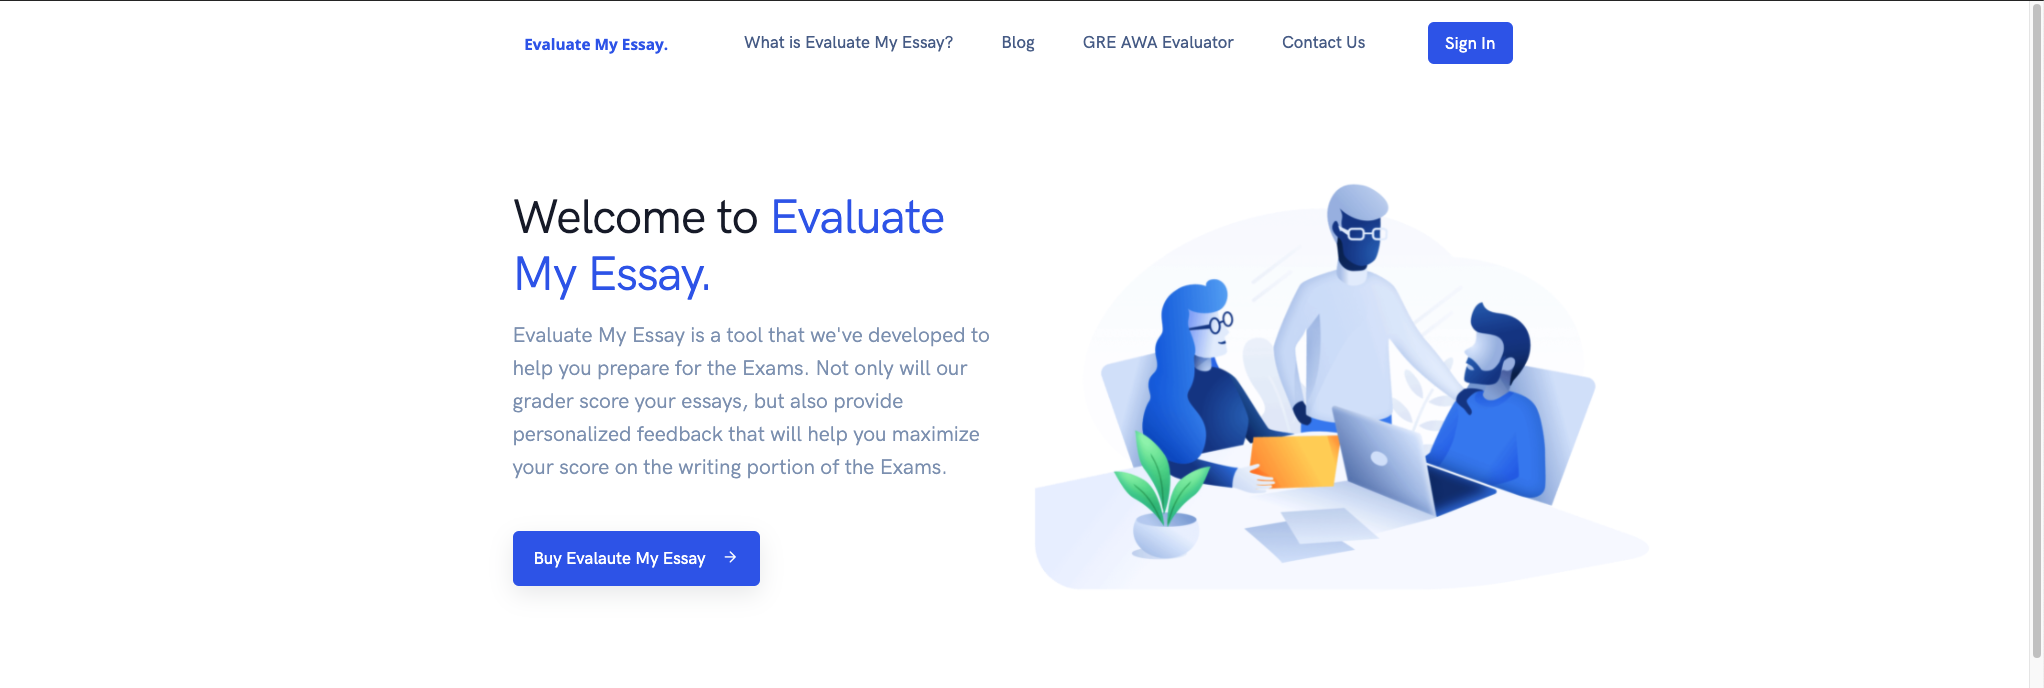 Evaluate My Essay.
What is Evaluate My Essay?
Blog
GRE AWA Evaluator
Contact Us
Sign In
Welcome to Evaluate
My Essay.
Evaluate My Essay is a tool that we've developed to
help you prepare for the Exams. Not only will our
grader score your essays, but also provide
personalized feedback that will help you maximize
your score on the writing portion of the Exams.
Buy Evalaute My Essay →